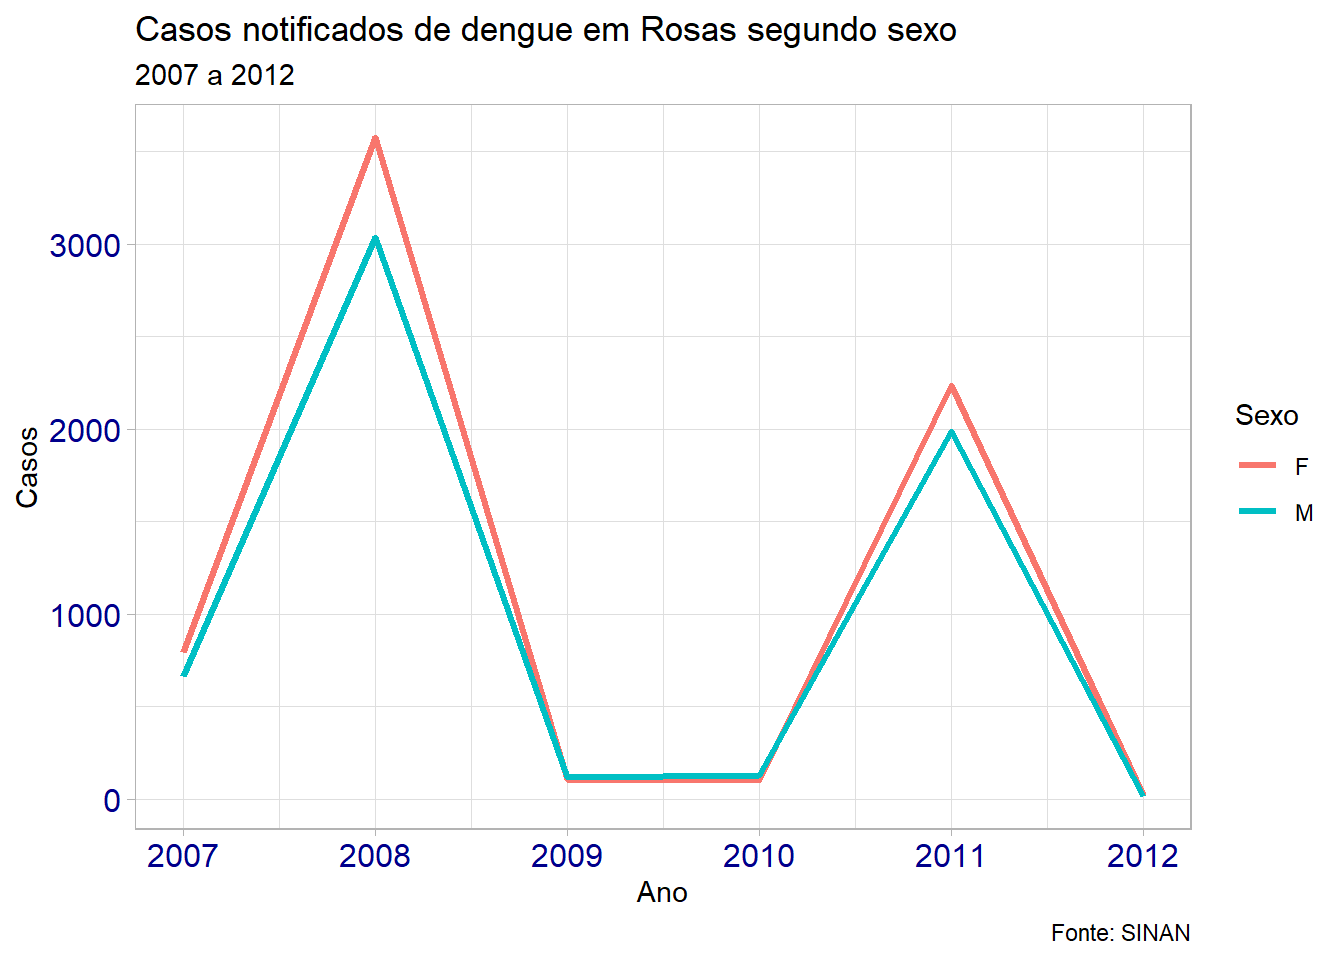 Casos notificados de dengue em Rosas segundo sexo
2007 a 2012
Casos
3000
2000
1000
0
2007 2008 2009 2010 2011 2012
Ano
Sexo
F
M
Fonte: SINAN